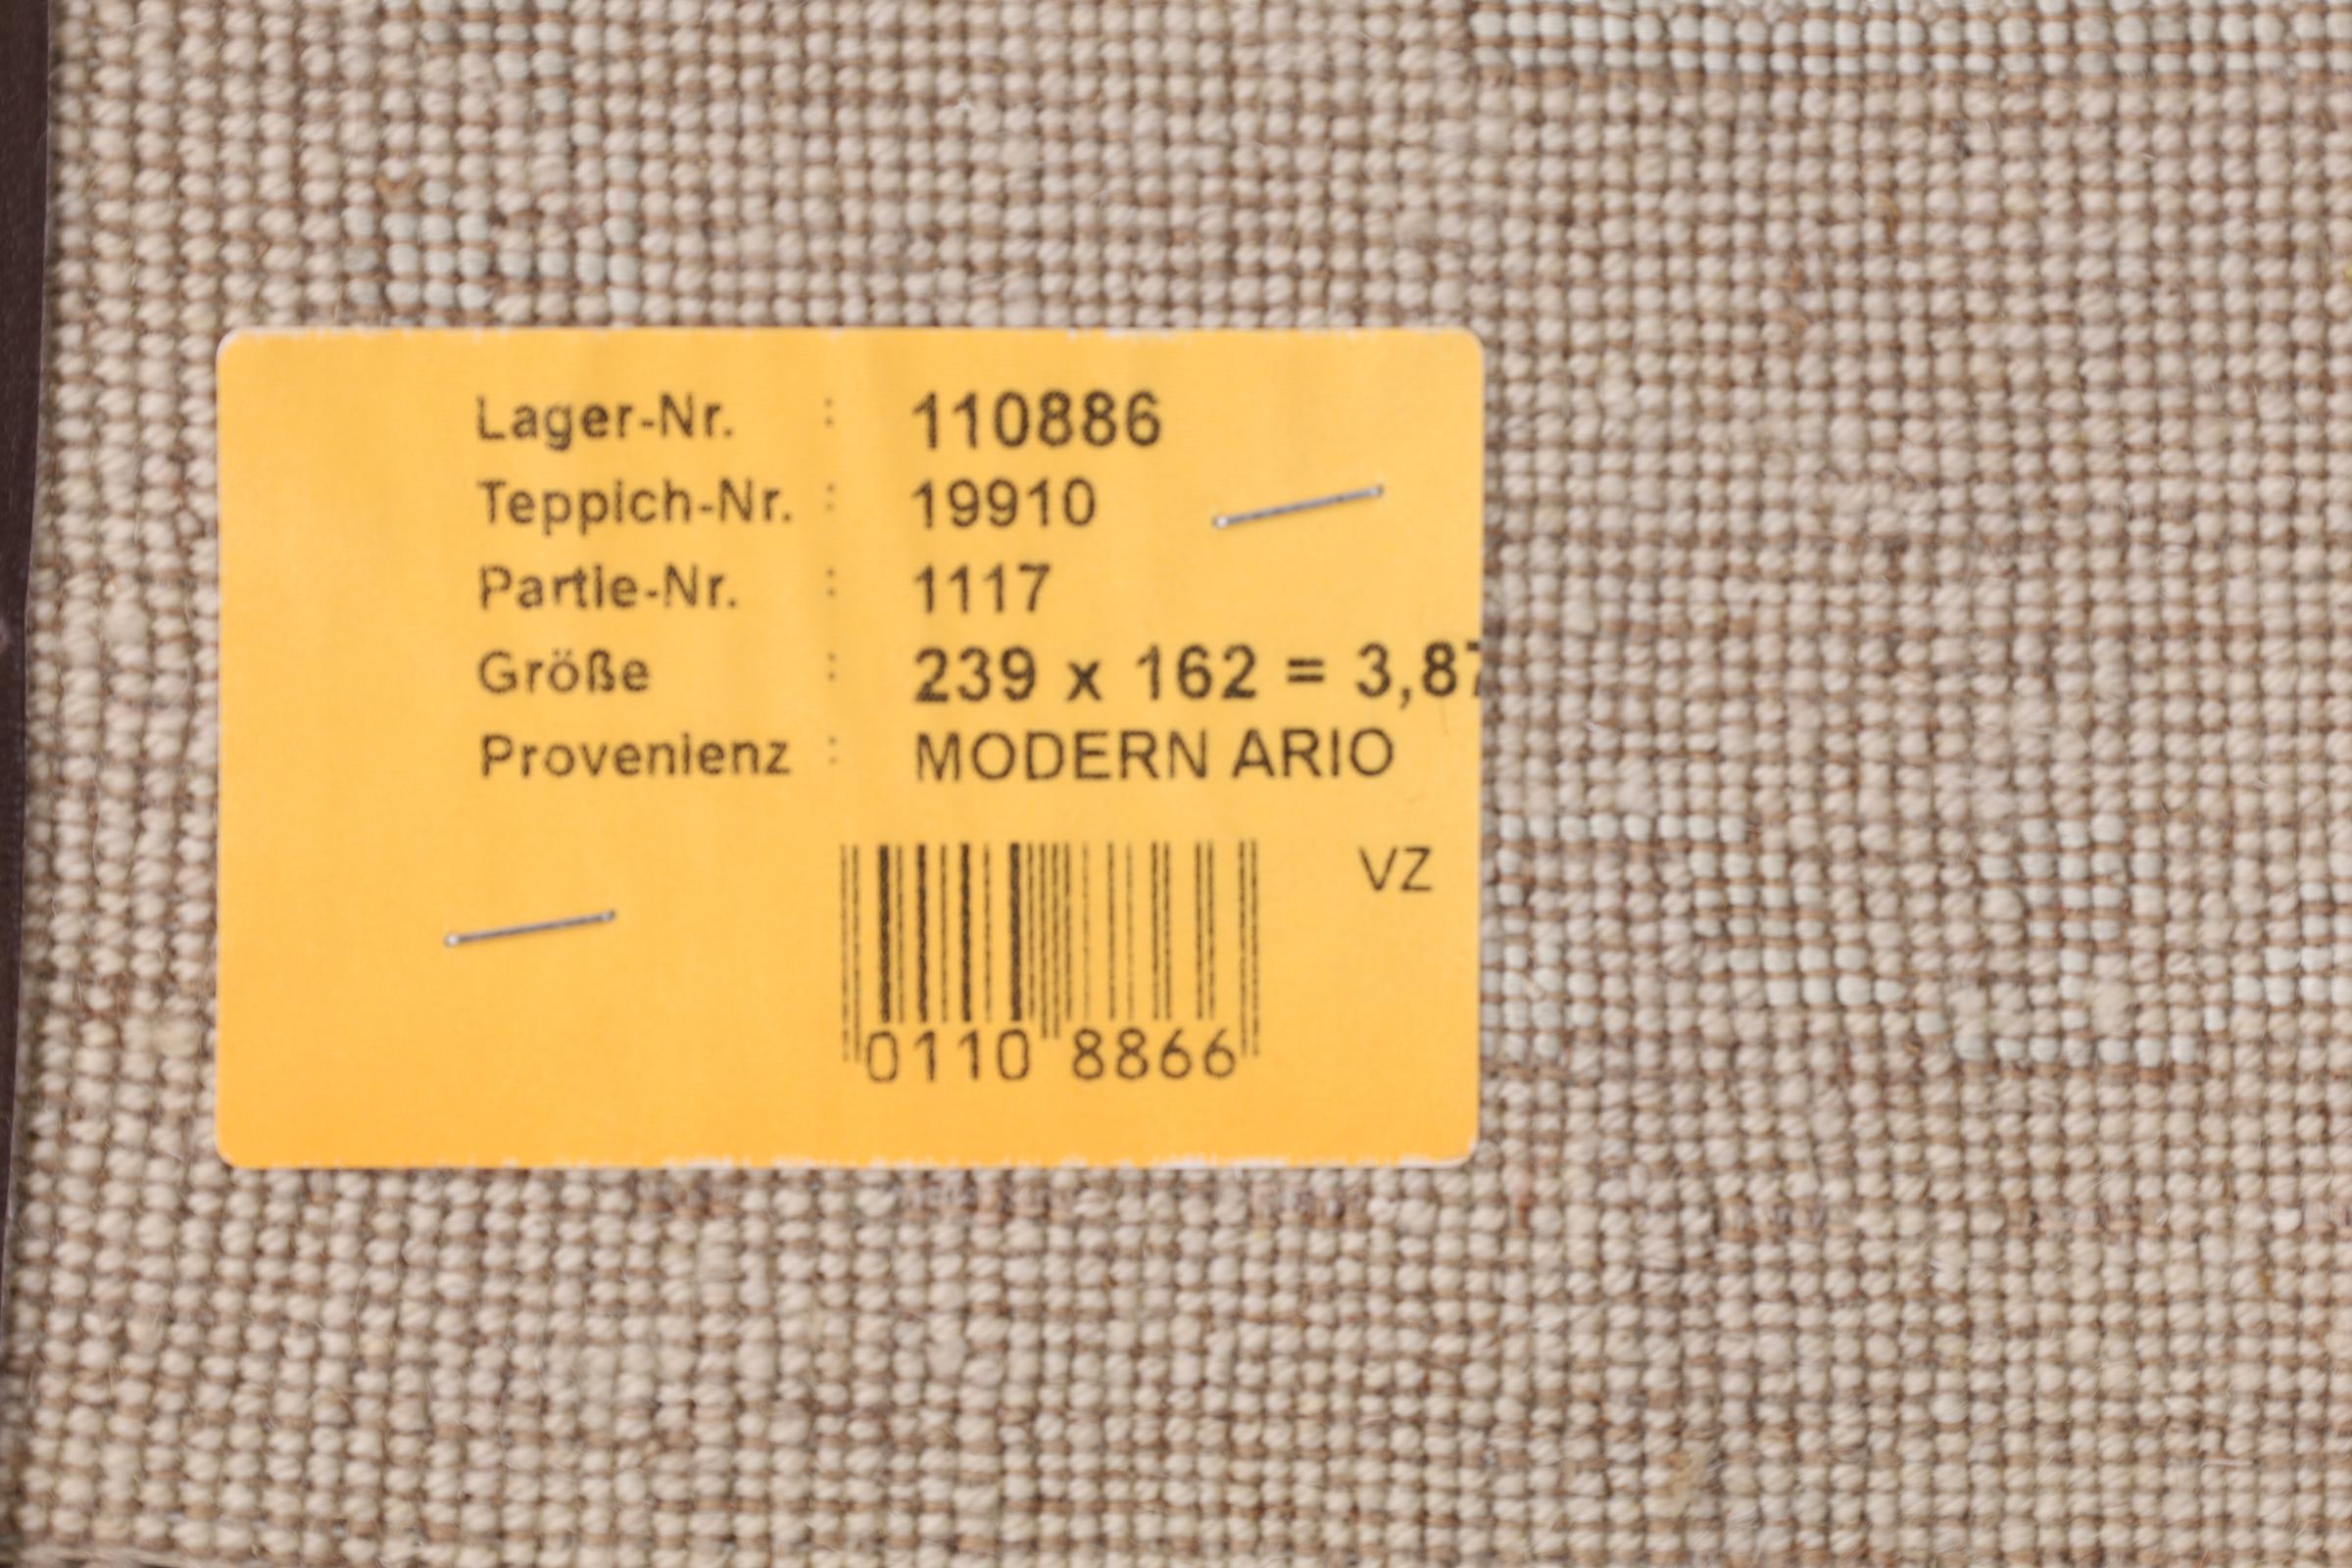 Lager-Nr. : 110886
Teppich-Nr. : 19910
Partie-Nr. : 1117
Größe : 239 x 162 = 3,87
Provenienz : MODERN ARIO
VZ
0110 8866